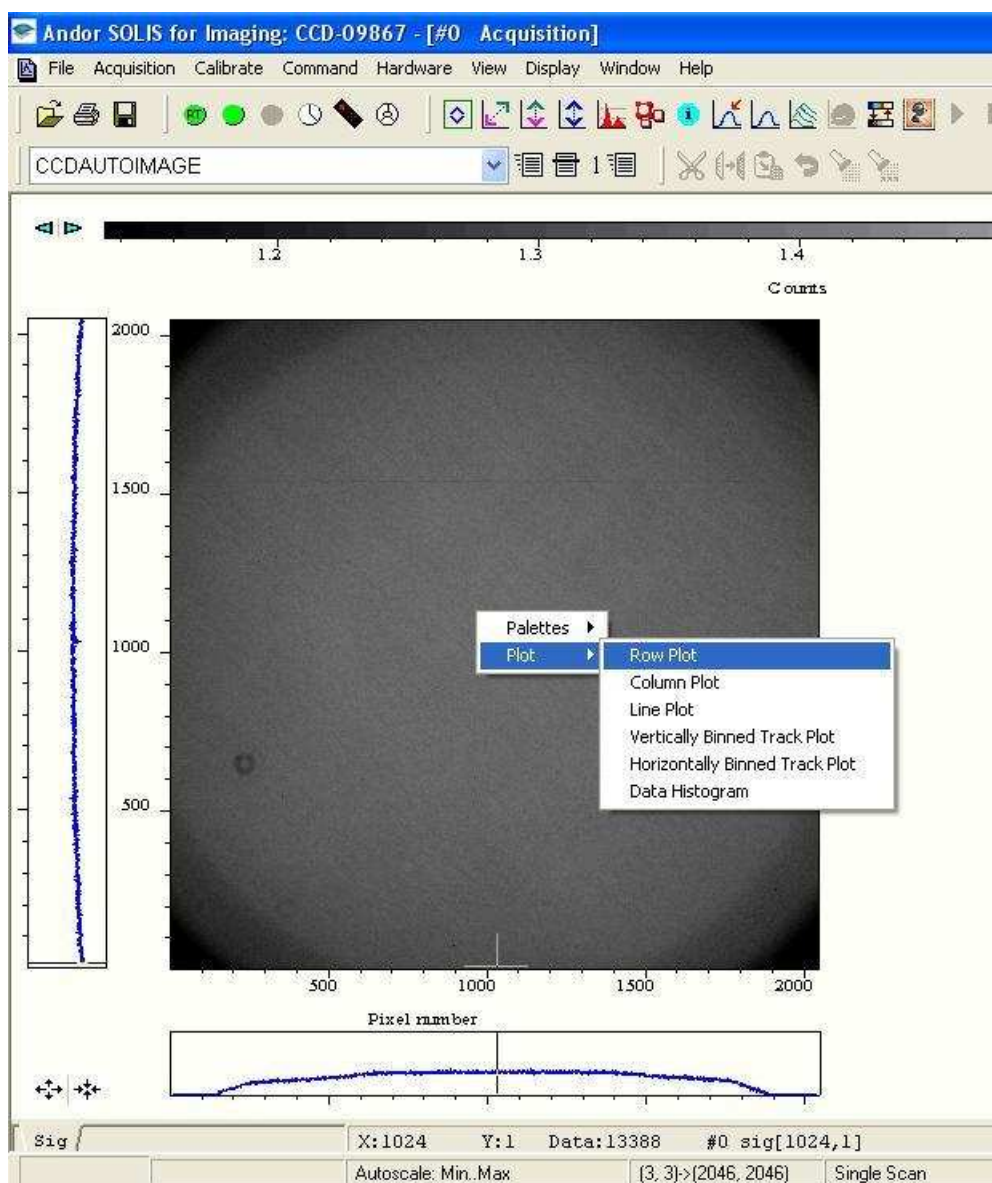 Andor SOLIS for Imaging: CCD-09867 - [#0 Acquisition]
File Acquisition Calibrate Command Hardware View Display Window Help
RT
CCDAUTOIMAGE
1
1.2 1.3 1.4
Counts
2000
1500
1000
500
Palettes
Plot
Row Plot
Column Plot
Line Plot
Vertically Binned Track Plot
Horizontally Binned Track Plot
Data Histogram
500 1000 1500 2000
Pixel number
Sig X:1024 Y:1 Data:13388 #0 sig[1024,1]
Autoscale: Min..Max (3, 3)->(2046, 2046) Single Scan